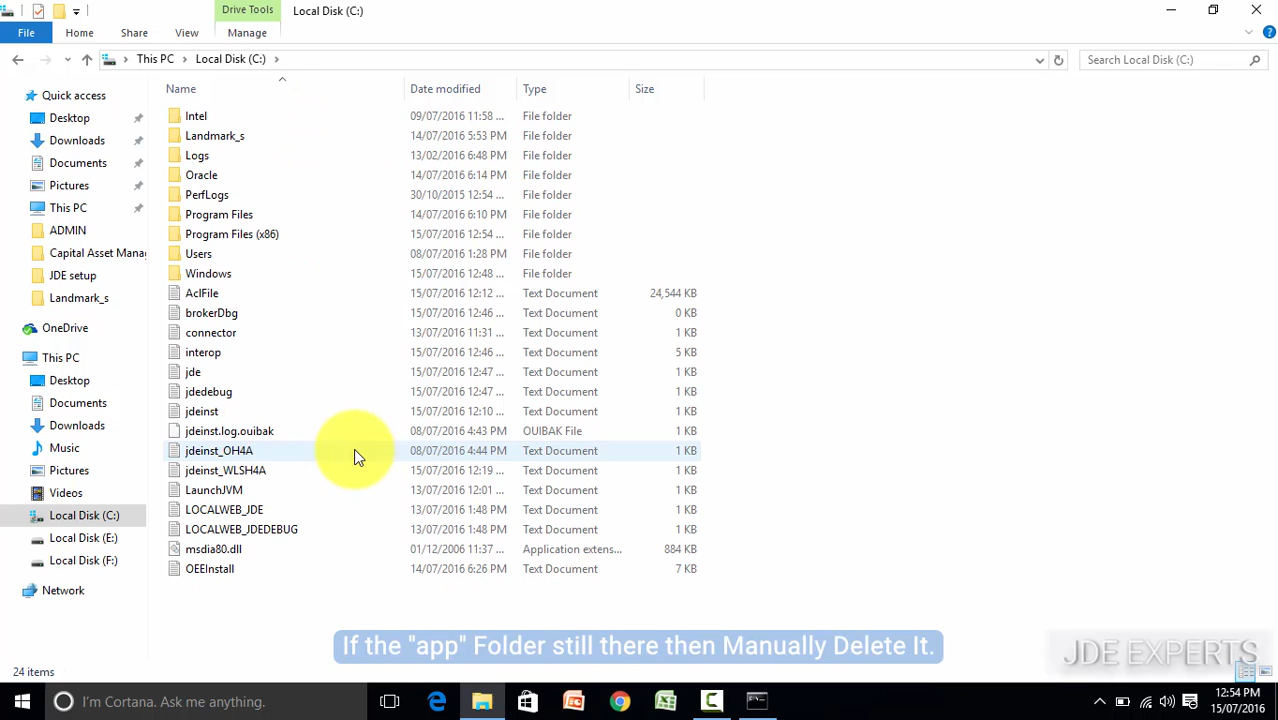 Drive Tools
Local Disk (C:)
File
Home
Share
View
Manage
This PC
Local Disk (C:)
Search Local Disk (C:)
Name
Date modified
Type
Size
Quick access
Desktop
Downloads
Documents
Pictures
This PC
ADMIN
Capital Asset Mana
JDE setup
Landmark_s
OneDrive
This PC
Desktop
Documents
Downloads
Music
Pictures
Videos
Local Disk (C:)
Local Disk (E:)
Local Disk (F:)
Network
Intel 09/07/2016 11:58 ... File folder
Landmark_s 14/07/2016 5:53 PM File folder
Logs 13/02/2016 6:48 PM File folder
Oracle 14/07/2016 6:14 PM File folder
PerfLogs 30/10/2015 12:54 ... File folder
Program Files 14/07/2016 6:10 PM File folder
Program Files (x86) 15/07/2016 12:54 ... File folder
Users 08/07/2016 1:28 PM File folder
Windows 15/07/2016 12:48 ... File folder
AclFile 15/07/2016 12:12 ... Text Document 24,544 KB
brokerDbg 15/07/2016 12:46 ... Text Document 0 KB
connector 13/07/2016 11:31 ... Text Document 1 KB
interop 15/07/2016 12:46 ... Text Document 5 KB
jde 15/07/2016 12:47 ... Text Document 1 KB
jdedebug 15/07/2016 12:47 ... Text Document 1 KB
jdeinst 15/07/2016 12:10 ... Text Document 1 KB
jdeinst.log.ouibak 08/07/2016 4:43 PM OUIBAK File 1 KB
jdeinst_OH4A 08/07/2016 4:44 PM Text Document 1 KB
jdeinst_WLSH4A 15/07/2016 12:19 ... Text Document 1 KB
LaunchJVM 13/07/2016 12:01 ... Text Document 1 KB
LOCALWEB_JDE 13/07/2016 1:48 PM Text Document 1 KB
LOCALWEB_JDEDEBUG 13/07/2016 1:48 PM Text Document 1 KB
msdia80.dll 01/12/2006 11:37 ... Application extens... 884 KB
OEEInstall 14/07/2016 6:26 PM Text Document 7 KB
If the "app" Folder still there then Manually Delete It.
JDE EXPERTS
24 items
I'm Cortana. Ask me anything.
12:54 PM
15/07/2016